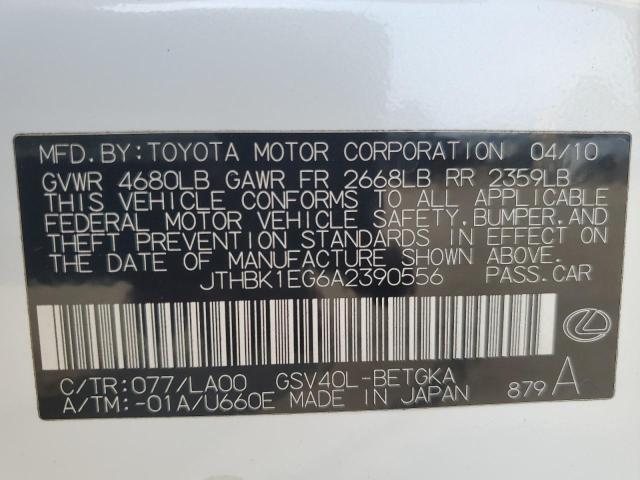 MFD.BY:TOYOTA MOTOR CORPORATION 04/10
GVWR 4680LB GAWR FR 2668LB RR 2359LB
THIS VEHICLE CONFORMS TO ALL APPLICABLE
FEDERAL MOTOR VEHICLE SAFETY,BUMPER,AND
THEFT PREVENTION STANDARDS IN EFFECT ON
THE DATE OF MANUFACTURE SHOWN ABOVE.
JTHBK1EG6A2390556 PASS.CAR
C/TR:077/LA00 GSV40L-BETGKA
A/TM:-01A/U660E MADE IN JAPAN 879 A